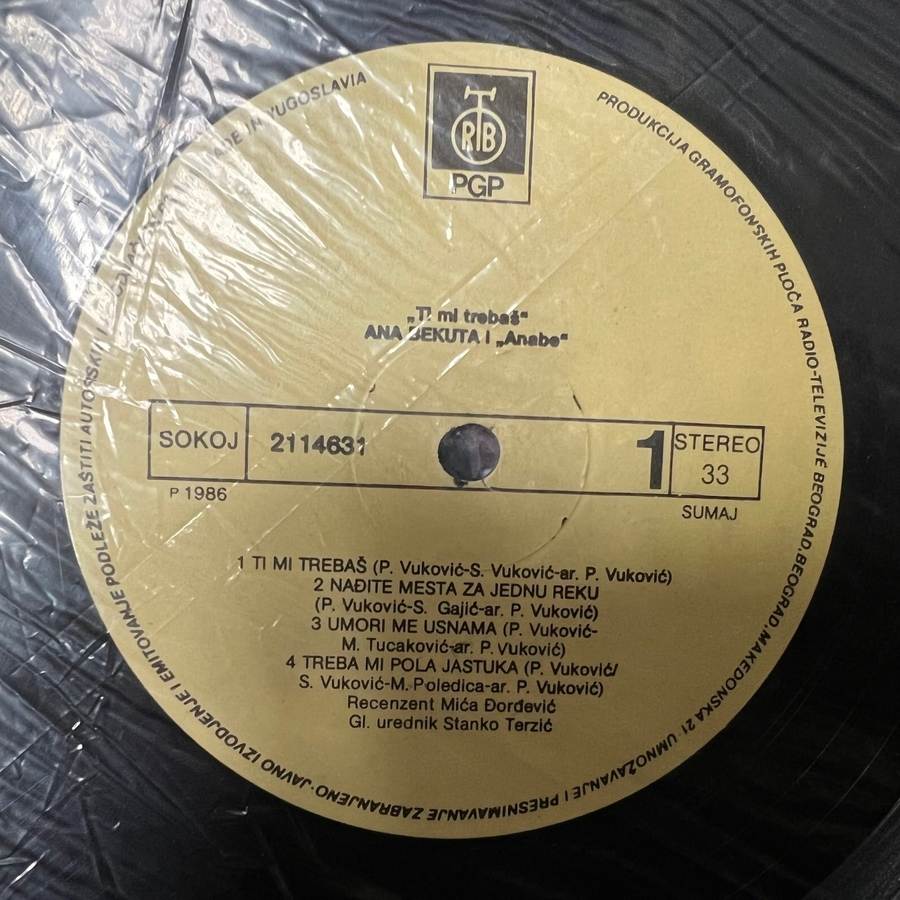 MADE IN YUGOSLAVIA
RTB
PGP
PRODUKCIJA GRAMOFONSKIH PLOČA RADIO-TELEVIZIJE BEOGRAD, BEOGRAD, MAKEDONSKA 21 UMNOŽAVANJE I PRESNIMAVANJE ZABRANJENO · JAVNO IZVODJENJE I EMITOVANJE PODLEŽE ZAŠTITI AUTORSKIH
„Ti mi trebaš“
ANA BEKUTA I „Anabe“
SOKOJ 2114631 1 STEREO
33
P 1986
SUMAJ
1 TI MI TREBAŠ (P. Vuković-S. Vuković-ar. P. Vuković)
2 NAĐITE MESTA ZA JEDNU REKU
(P. Vuković-S. Gajić-ar. P. Vuković)
3 UMORI ME USNAMA (P. Vuković-
M. Tucaković-ar. P. Vuković)
4 TREBA MI POLA JASTUKA (P. Vuković/
S. Vuković-M. Poledica-ar. P. Vuković)
Recenzent Mića Đorđević
Gl. urednik Stanko Terzić